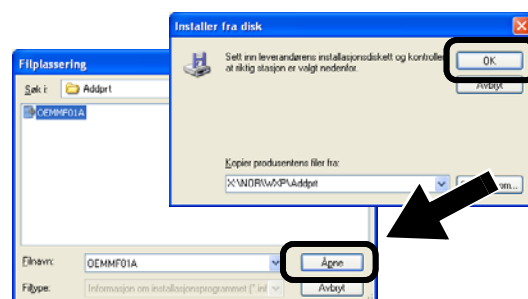 Installer fra disk
Sett inn leverandørens installasjonsdiskett og kontroller
at riktig stasjon er valgt nedenfor.
OK
Avbryt
Kopier produsentens filer fra:
X:\NOR\WXP\Addprt
om...
Filplassering
Søk i:
Addprt
OEMMF01A
Filnavn:
OEMMF01A
Åpne
Filtype:
Informasjon om installasjonsprogrammet (*.inf
Avbryt